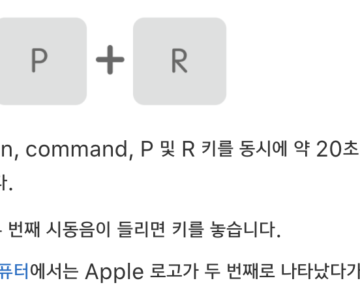 P + R
n, command, P 및 R 키를 동시에 약 20초
다.
번째 시동음이 들리면 키를 놓습니다.
퓨터에서는 Apple 로고가 두 번째로 나타났다가